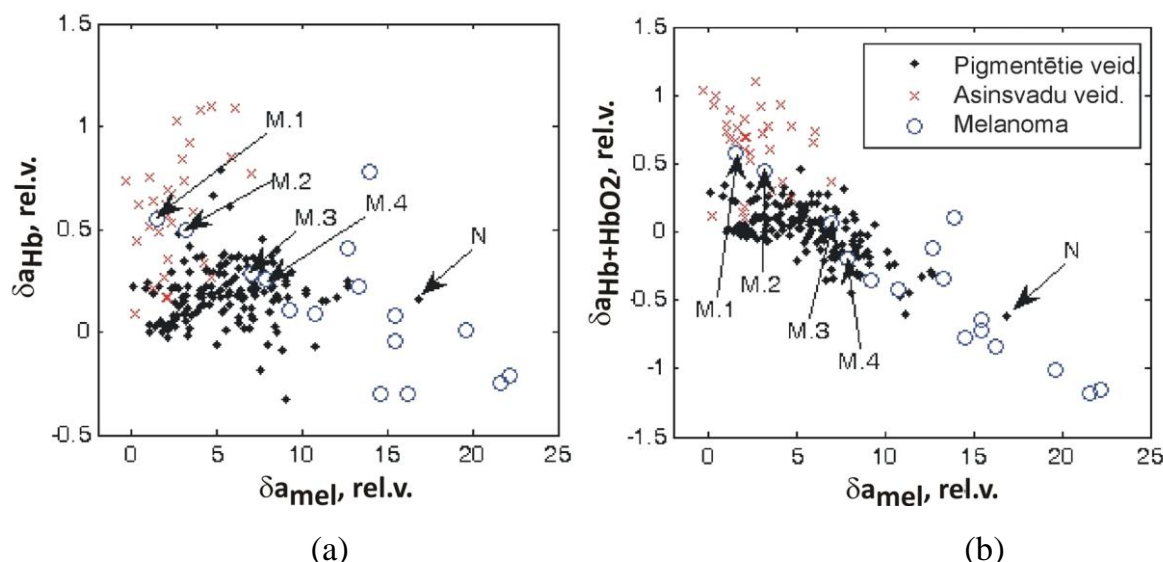 1.5
1
0.5
0
-0.5
0 5 10 15 20 25
δaHb, rel.v.
δamel, rel.v.
M.1
M.2
M.3
M.4
N
(a)
1.5
1
0.5
0
-0.5
-1
-1.5
0 5 10 15 20 25
δaHb+HbO2, rel.v.
δamel, rel.v.
Pigmentētie veid.
Asinsvadu veid.
Melanoma
M.1
M.2
M.3
M.4
N
(b)